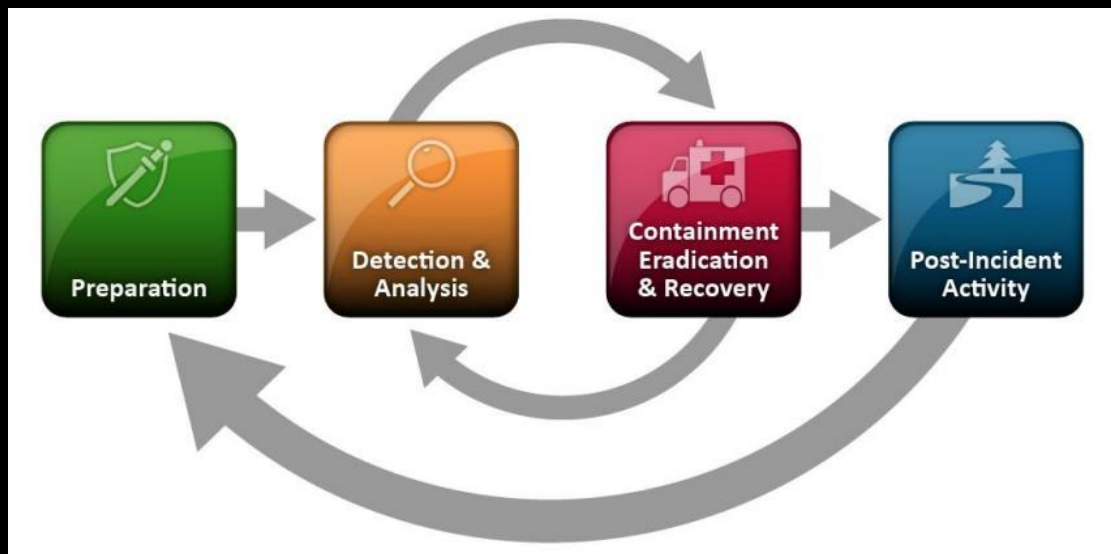 Preparation
Detection &
Analysis
Containment
Eradication
& Recovery
Post-Incident
Activity